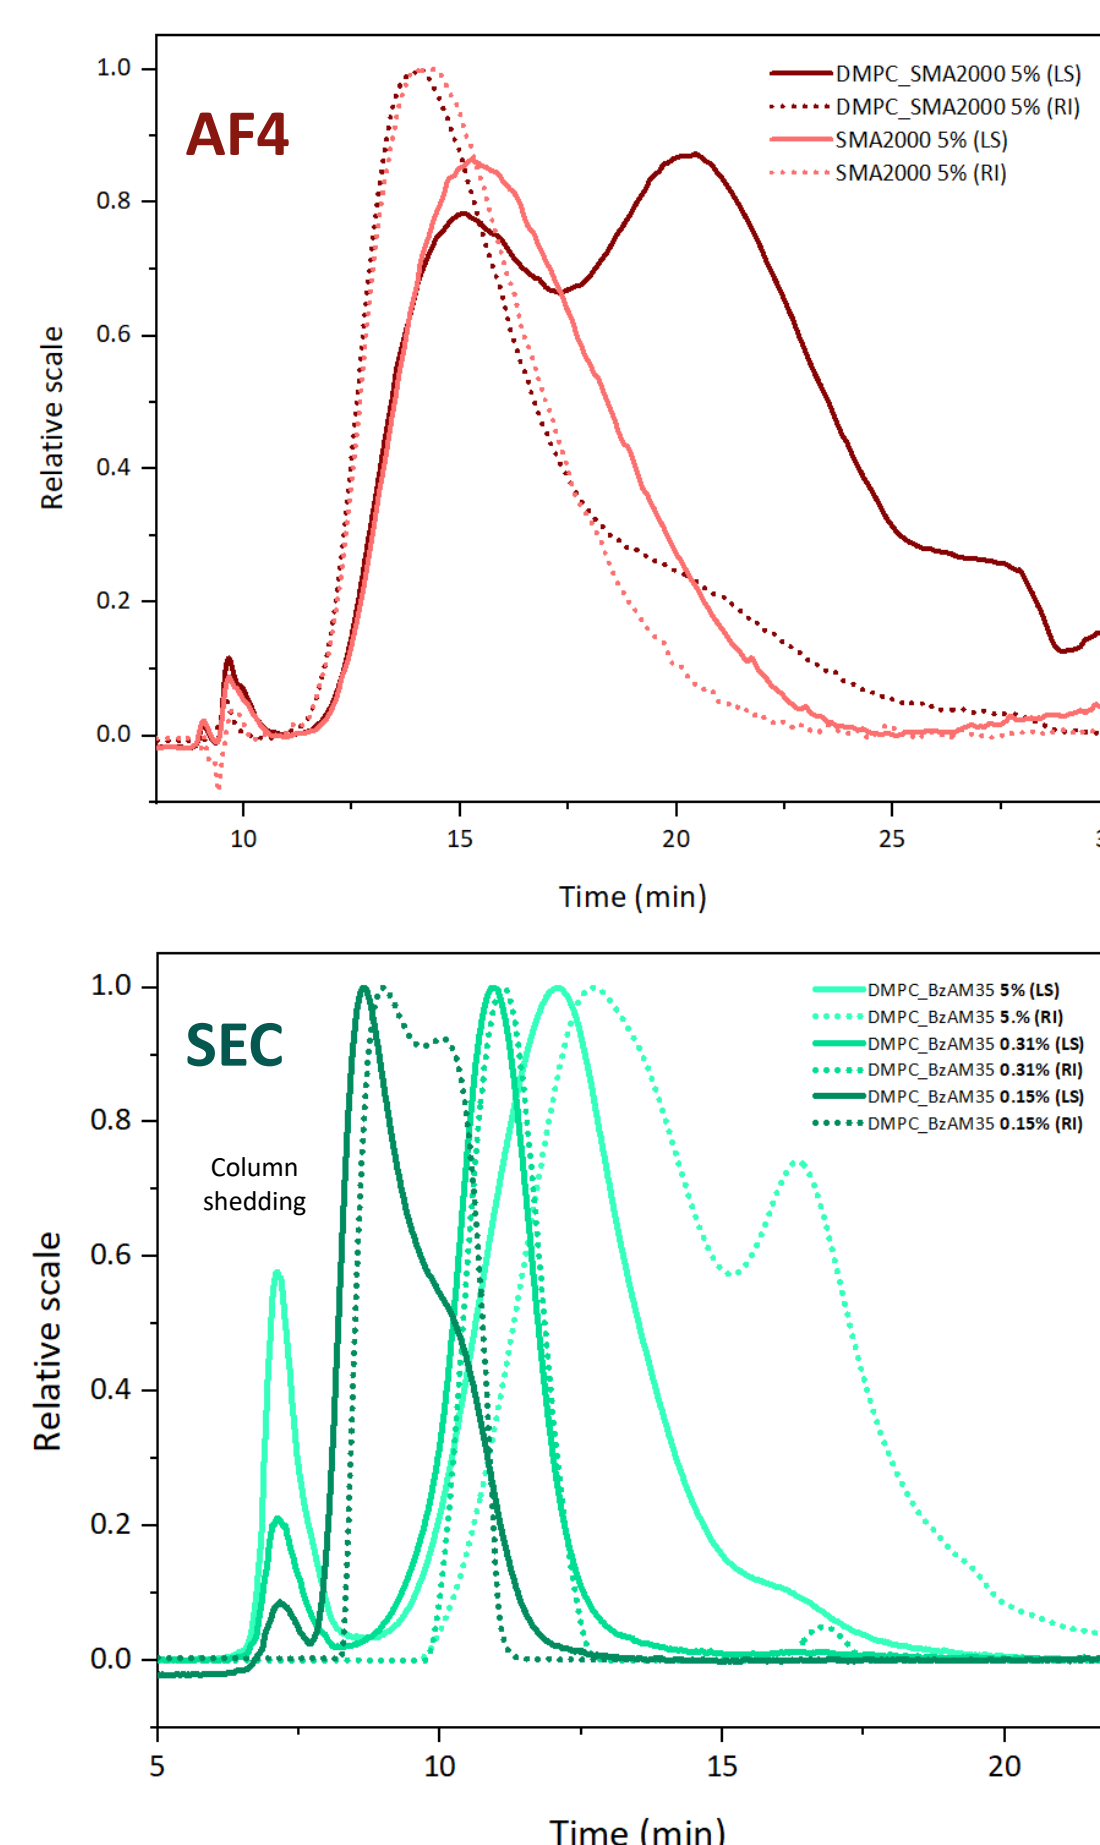 AF4
DMPC_SMA2000 5% (LS)
DMPC_SMA2000 5% (RI)
SMA2000 5% (LS)
SMA2000 5% (RI)
1.0
0.8
0.6
0.4
0.2
0.0
Relative scale
10 15 20 25 3
Time (min)
SEC
DMPC_BzAM35 5% (LS)
DMPC_BzAM35 5.% (RI)
DMPC_BzAM35 0.31% (LS)
DMPC_BzAM35 0.31% (RI)
DMPC_BzAM35 0.15% (LS)
DMPC_BzAM35 0.15% (RI)
Column
shedding
1.0
0.8
0.6
0.4
0.2
0.0
Relative scale
5 10 15 20
Time (min)